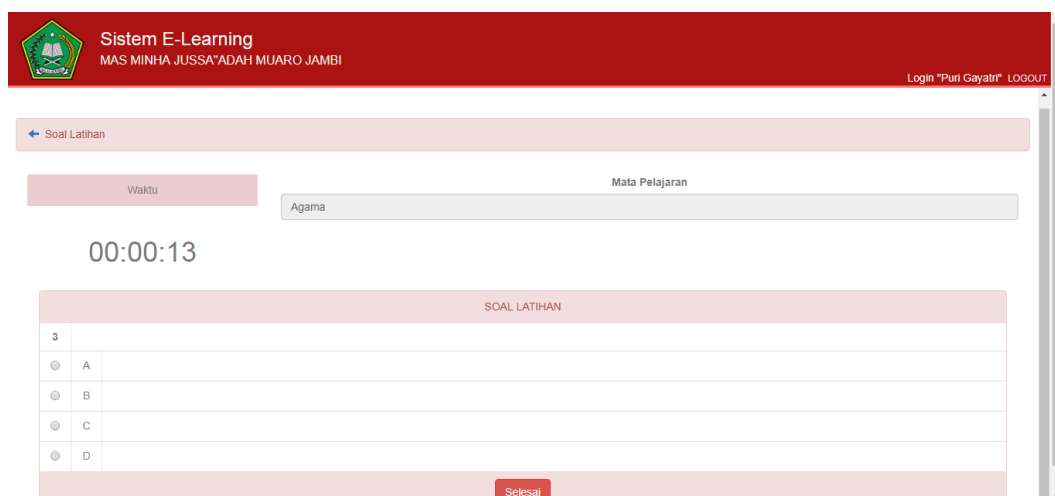 Sistem E-Learning
MAS MINHA JUSSA"ADAH MUARO JAMBI
Login "Puri Gayatri" LOGOUT
Soal Latihan
Waktu
Mata Pelajaran
Agama
00:00:13
SOAL LATIHAN
3
A
B
C
D
Selesai